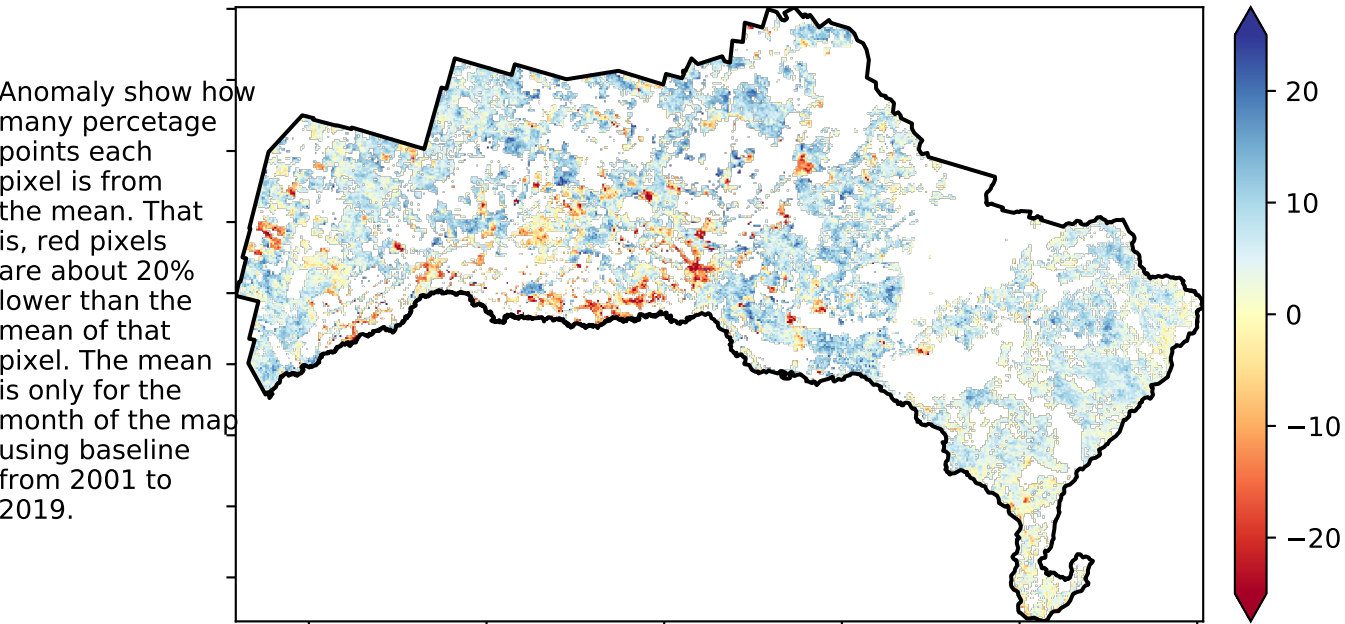 Anomaly show how
many percetage
points each
pixel is from
the mean. That
is, red pixels
are about 20%
lower than the
mean of that
pixel. The mean
is only for the
month of the map
using baseline
from 2001 to
2019.
20
10
0
−10
−20